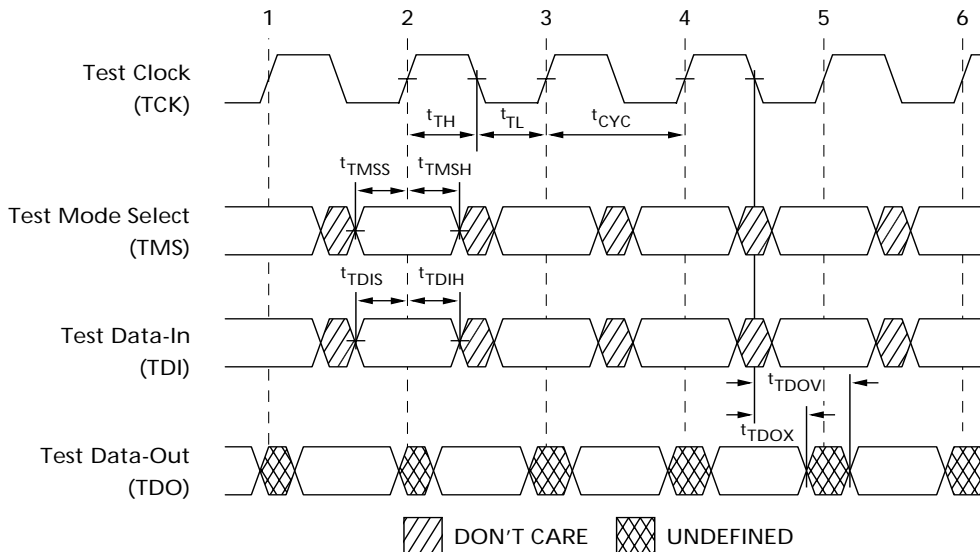 1 2 3 4 5 6
Test Clock
(TCK)
tTH tTL tCYC
tTMSS tTMSH
Test Mode Select
(TMS)
tTDIS tTDIH
Test Data-In
(TDI)
tTDOV
tTDOX
Test Data-Out
(TDO)
DON'T CARE UNDEFINED